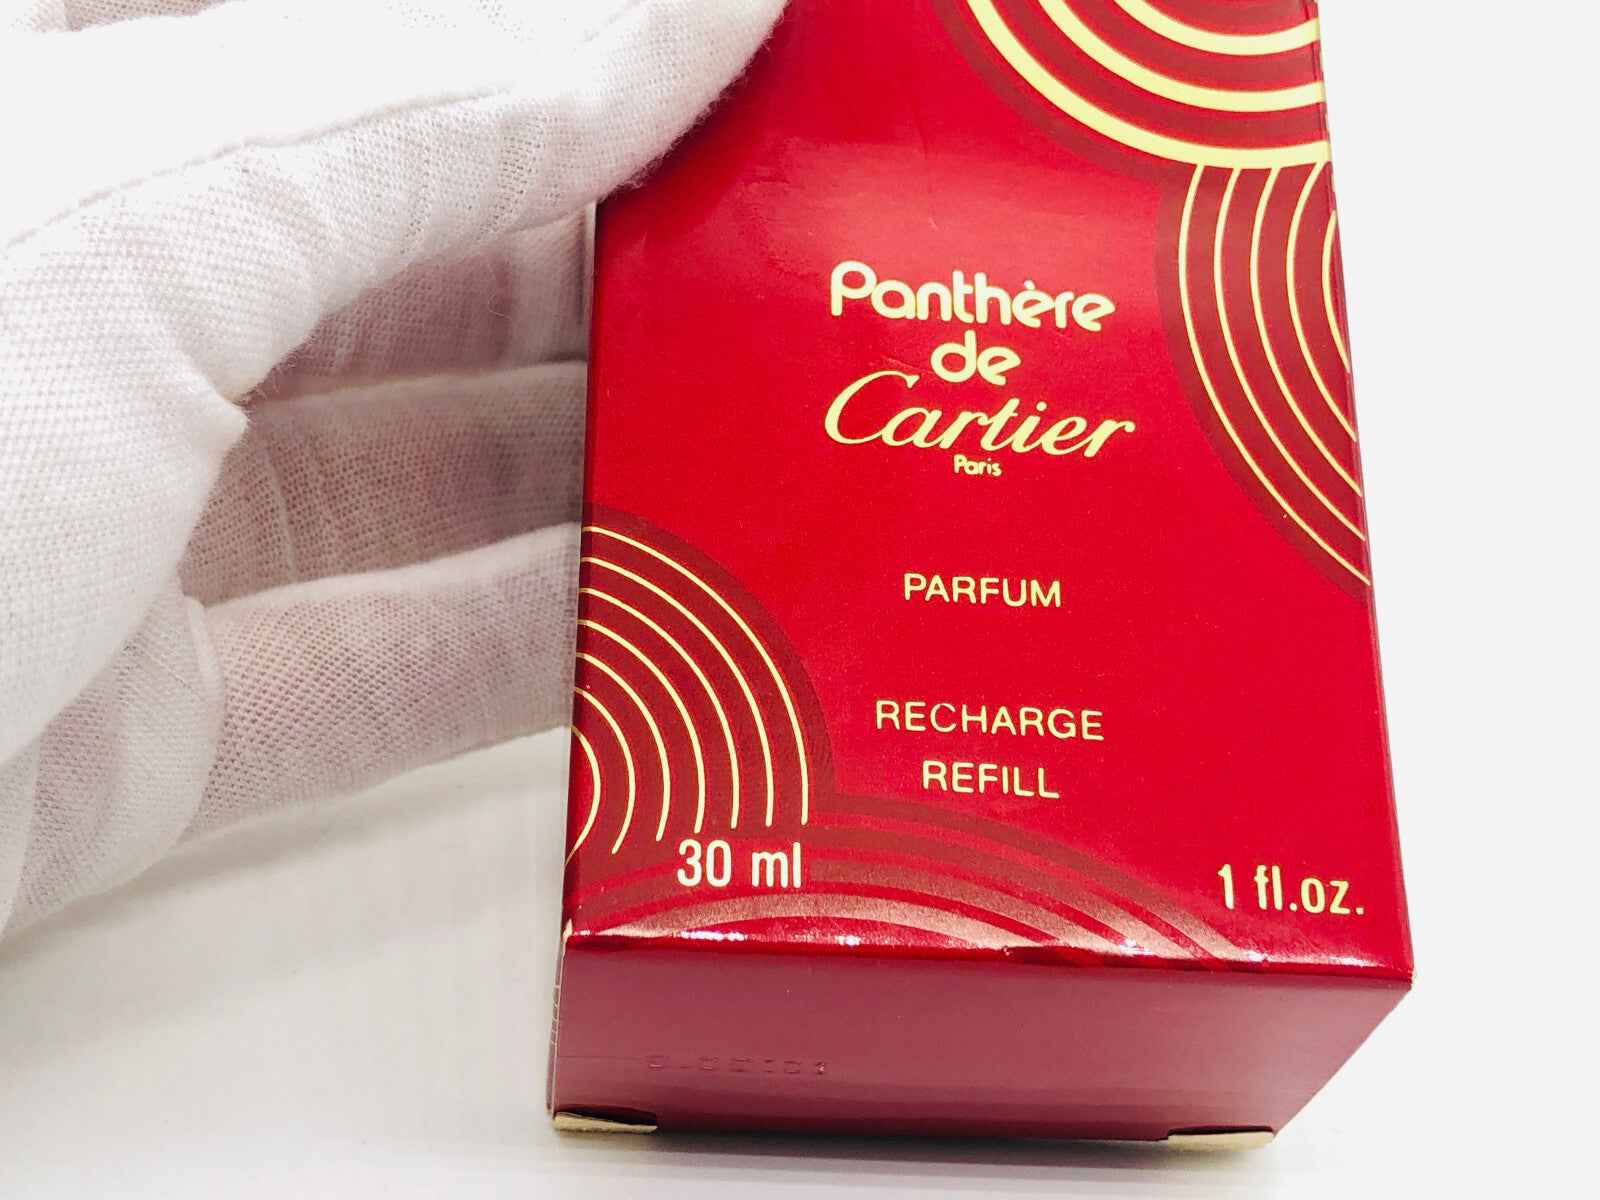 Panthère
de
Cartier
Paris
PARFUM
RECHARGE
REFILL
30 ml
1 fl.oz.